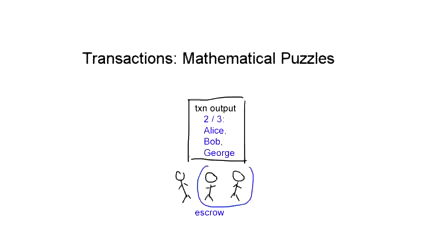 Transactions: Mathematical Puzzles
txn output
2 / 3:
Alice,
Bob,
George
escrow